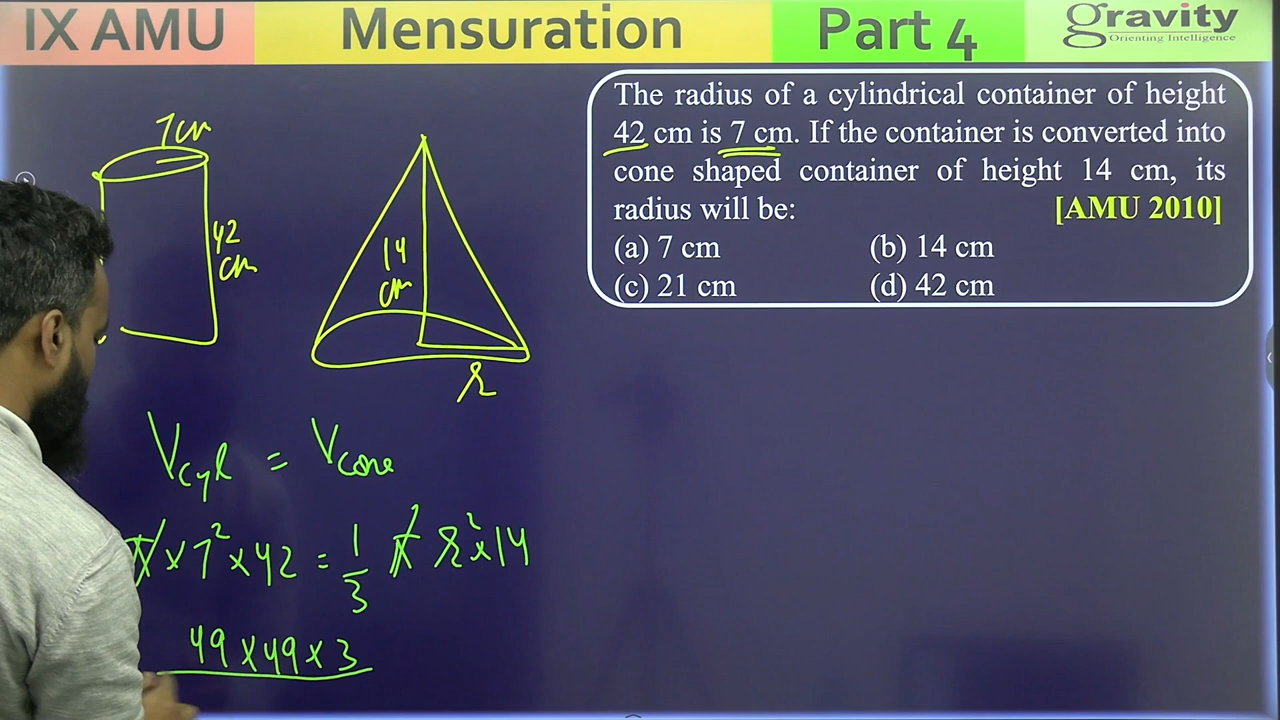 IX AMU
Mensuration
Part 4
gravity
Orienting Intelligence
The radius of a cylindrical container of height
42 cm is 7 cm. If the container is converted into
cone shaped container of height 14 cm, its
radius will be:
[AMU 2010]
(a) 7 cm
(b) 14 cm
(c) 21 cm
(d) 42 cm
7cm
42
cm
14
cm
r
Vcyl = Vcone
π × 7² × 42 = 1/3 π r² × 14
49 × 49 × 3